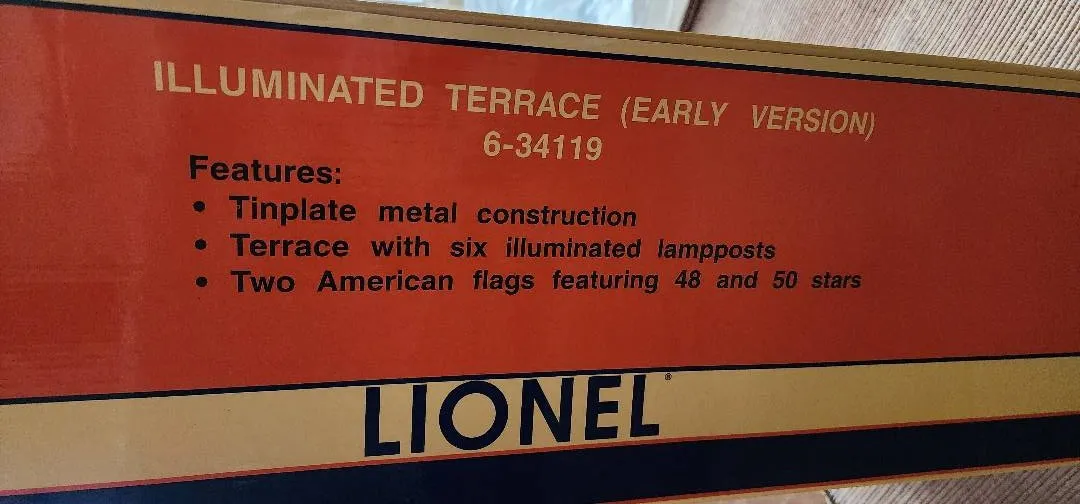 ILLUMINATED TERRACE (EARLY VERSION)
6-34119
Features:
• Tinplate metal construction
• Terrace with six illuminated lampposts
• Two American flags featuring 48 and 50 stars
LIONEL®